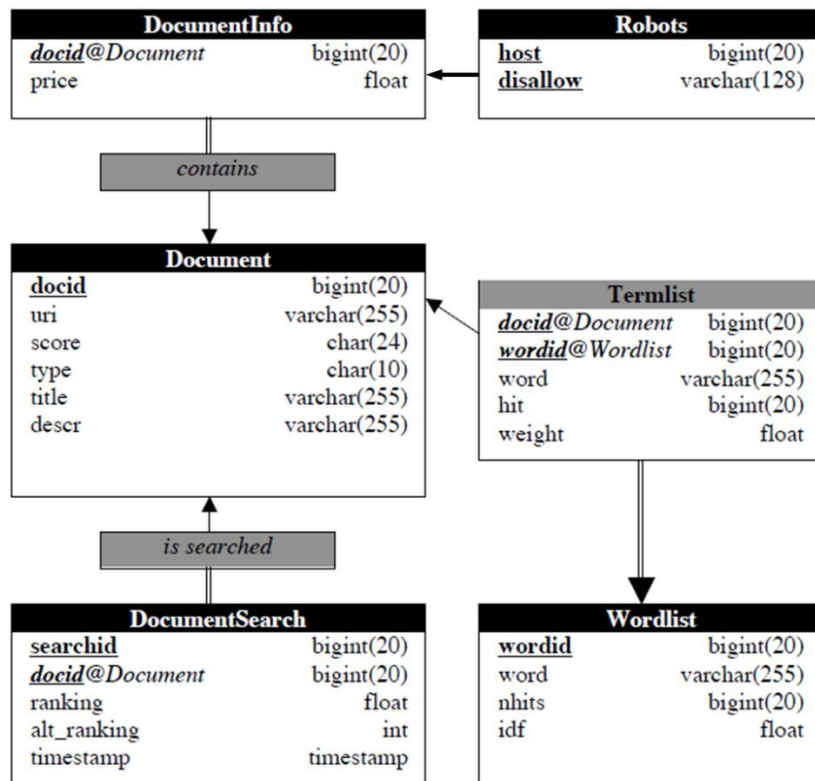 DocumentInfo
docid@Document bigint(20)
price float
Robots
host bigint(20)
disallow varchar(128)
contains
Document
docid bigint(20)
uri varchar(255)
score char(24)
type char(10)
title varchar(255)
descr varchar(255)
Termlist
docid@Document bigint(20)
wordid@Wordlist bigint(20)
word varchar(255)
hit bigint(20)
weight float
is searched
DocumentSearch
searchid bigint(20)
docid@Document bigint(20)
ranking float
alt_ranking int
timestamp timestamp
Wordlist
wordid bigint(20)
word varchar(255)
nhits bigint(20)
idf float